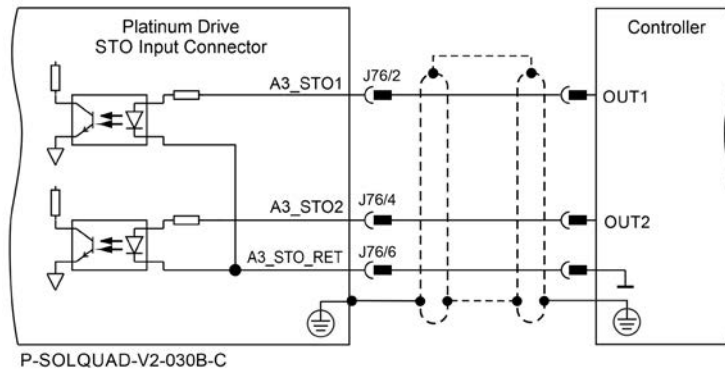 Platinum Drive
STO Input Connector
Controller
A3_STO1
J76/2
OUT1
A3_STO2
J76/4
OUT2
A3_STO_RET
J76/6
P-SOLQUAD-V2-030B-C